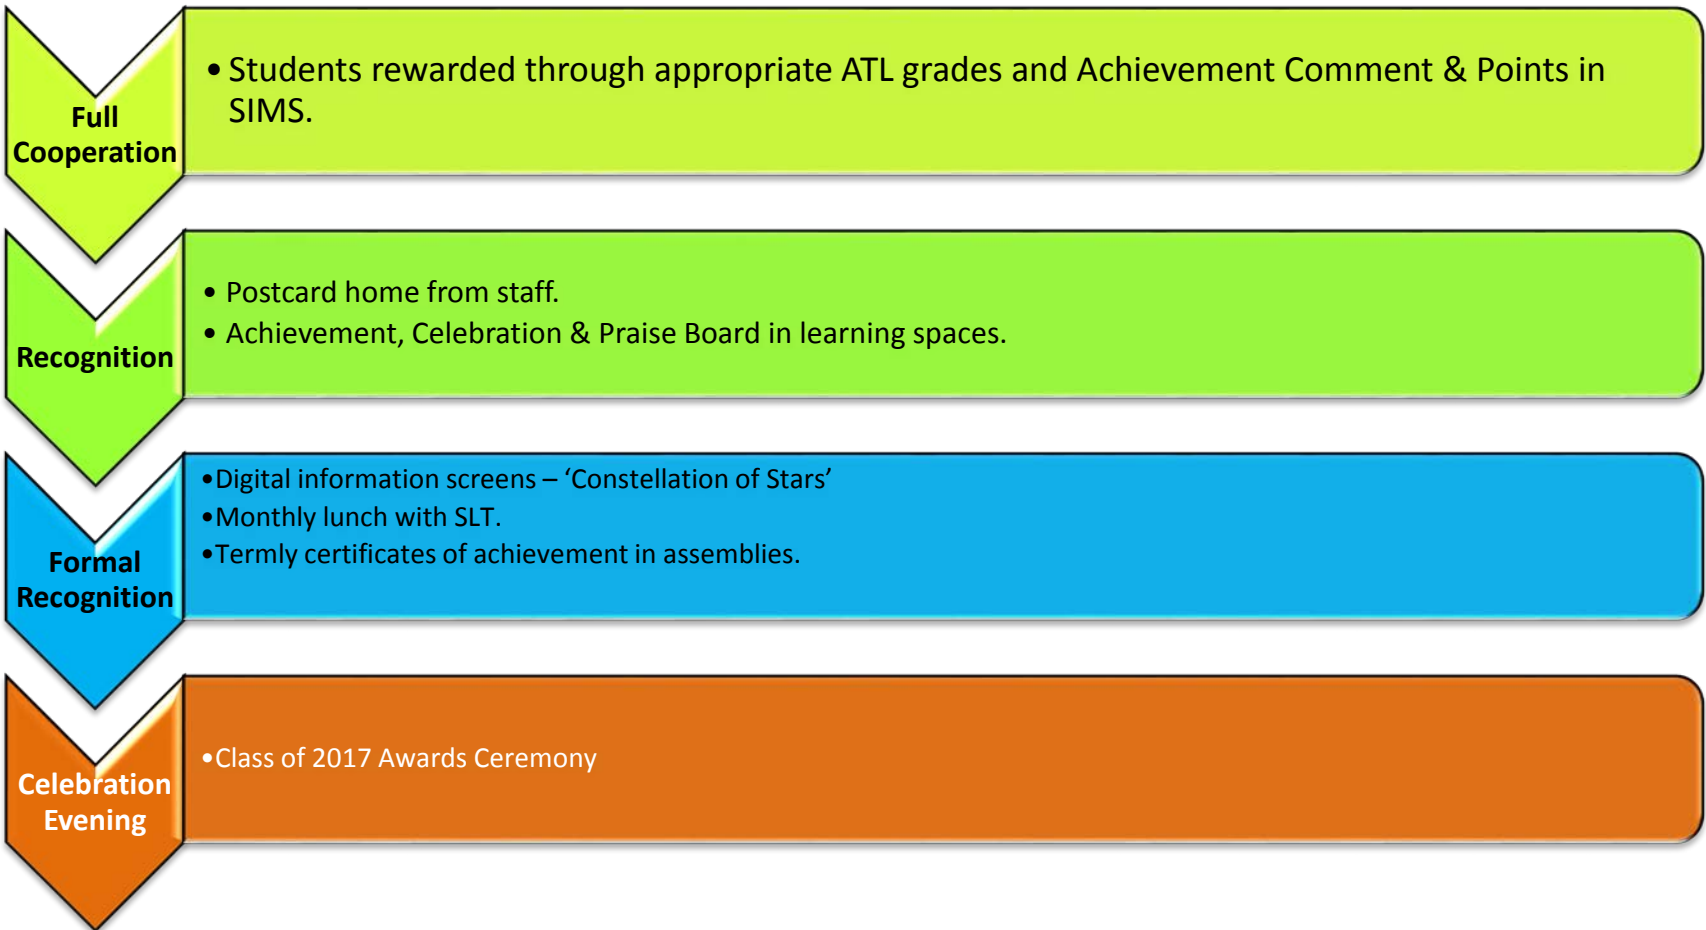 Full
Cooperation
• Students rewarded through appropriate ATL grades and Achievement Comment & Points in
SIMS.
Recognition
• Postcard home from staff.
• Achievement, Celebration & Praise Board in learning spaces.
Formal
Recognition
•Digital information screens – ‘Constellation of Stars’
•Monthly lunch with SLT.
•Termly certificates of achievement in assemblies.
Celebration
Evening
•Class of 2017 Awards Ceremony